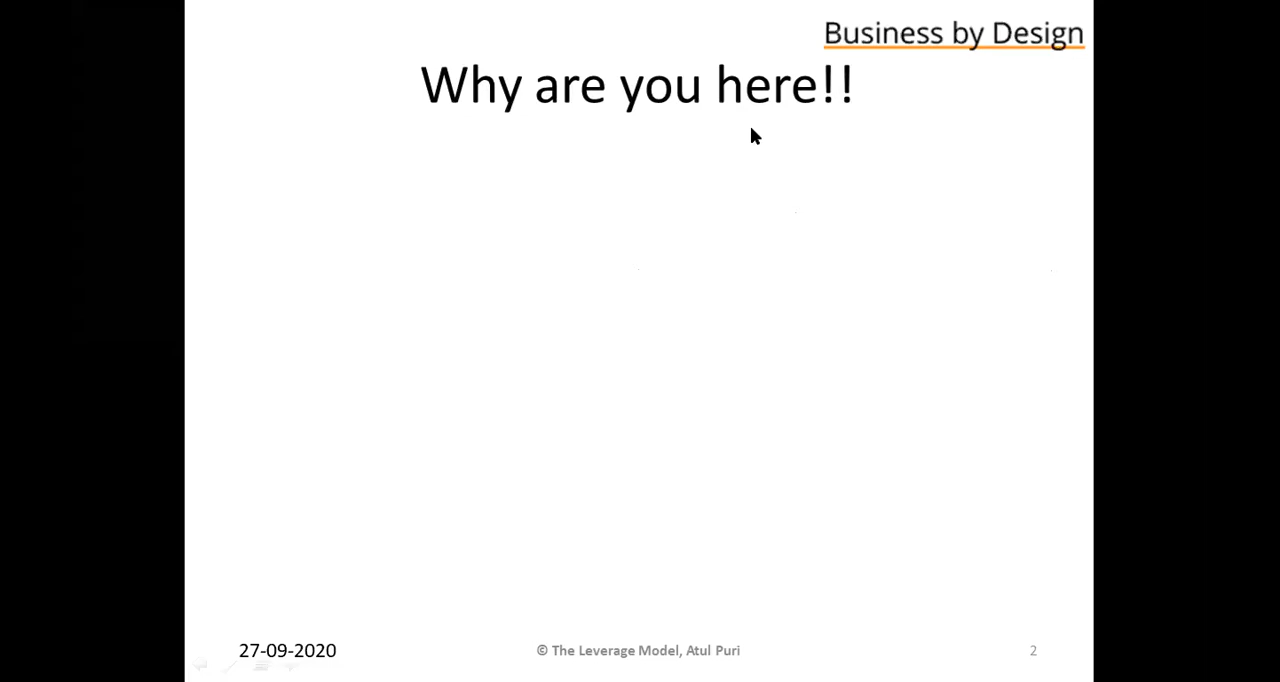 Business by Design
Why are you here!!
27-09-2020
© The Leverage Model, Atul Puri
2